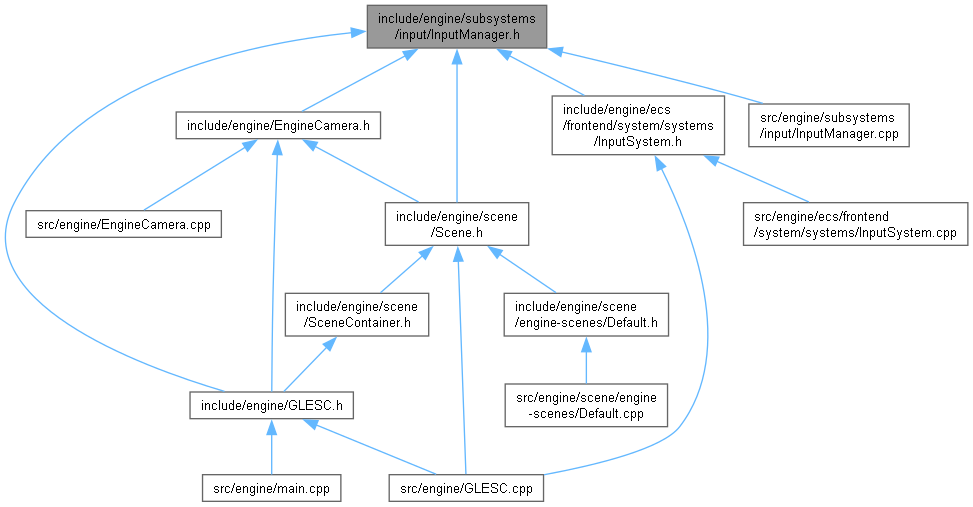 include/engine/subsystems
/input/InputManager.h
include/engine/EngineCamera.h
include/engine/ecs
/frontend/system/systems
/InputSystem.h
src/engine/subsystems
/input/InputManager.cpp
src/engine/EngineCamera.cpp
include/engine/scene
/Scene.h
src/engine/ecs/frontend
/system/systems/InputSystem.cpp
include/engine/scene
/SceneContainer.h
include/engine/scene
/engine-scenes/Default.h
include/engine/GLESC.h
src/engine/scene/engine
-scenes/Default.cpp
src/engine/main.cpp
src/engine/GLESC.cpp